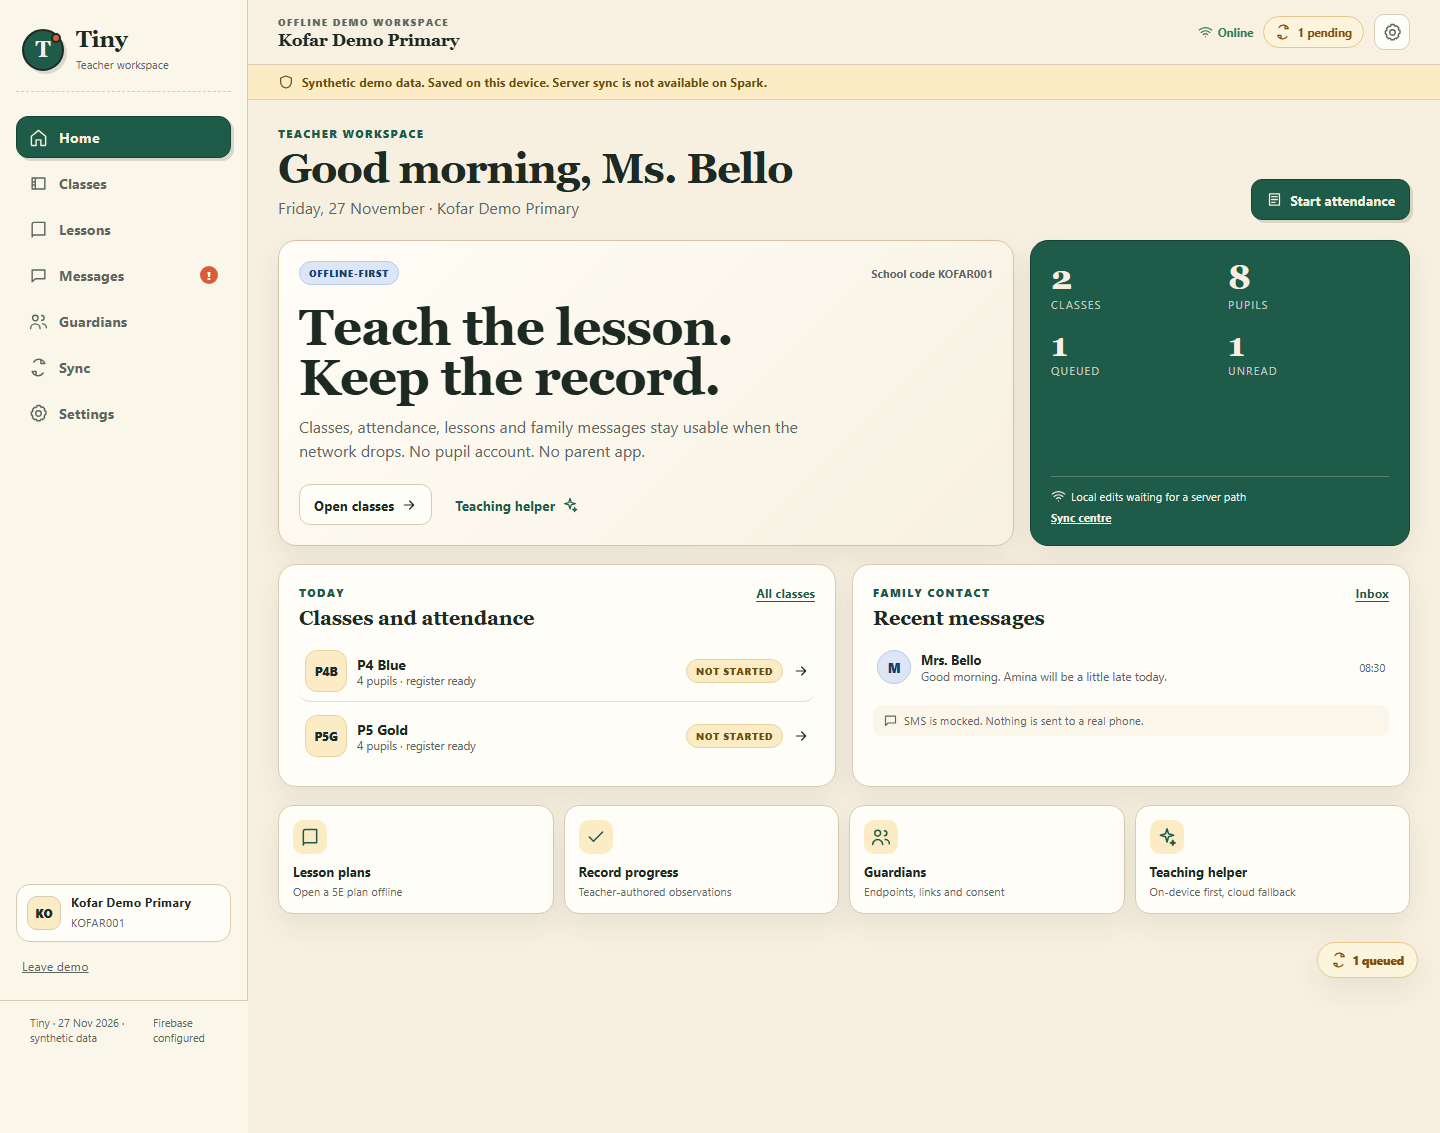 T
Tiny
Teacher workspace
Home
Classes
Lessons
Messages
!
Guardians
Sync
Settings
KO
Kofar Demo Primary
KOFAR001
Leave demo
Tiny · 27 Nov 2026 ·
synthetic data
Firebase
configured
OFFLINE DEMO WORKSPACE
Kofar Demo Primary
Online
1 pending
Synthetic demo data. Saved on this device. Server sync is not available on Spark.
TEACHER WORKSPACE
Good morning, Ms. Bello
Friday, 27 November · Kofar Demo Primary
Start attendance
OFFLINE-FIRST
School code KOFAR001
Teach the lesson.
Keep the record.
Classes, attendance, lessons and family messages stay usable when the
network drops. No pupil account. No parent app.
Open classes
Teaching helper
2
CLASSES
8
PUPILS
1
QUEUED
1
UNREAD
Local edits waiting for a server path
Sync centre
TODAY
All classes
Classes and attendance
P4B
P4 Blue
4 pupils · register ready
NOT STARTED
P5G
P5 Gold
4 pupils · register ready
NOT STARTED
FAMILY CONTACT
Inbox
Recent messages
M
Mrs. Bello
Good morning. Amina will be a little late today.
08:30
SMS is mocked. Nothing is sent to a real phone.
Lesson plans
Open a 5E plan offline
Record progress
Teacher-authored observations
Guardians
Endpoints, links and consent
Teaching helper
On-device first, cloud fallback
1 queued